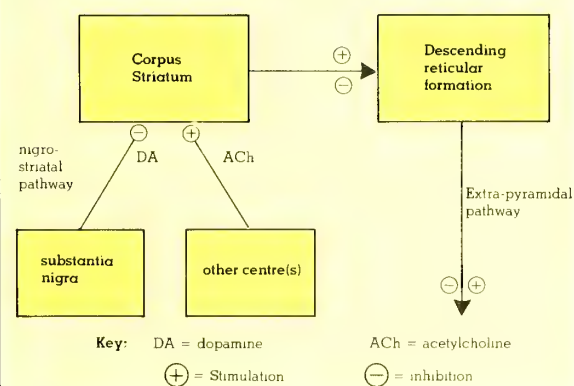 Corpus
Striatum
+
−
Descending
reticular
formation
−
+
nigro-
striatal
pathway
DA
ACh
Extra-pyramidal
pathway
substantia
nigra
other centre(s)
− +
Key: DA = dopamine ACh = acetylcholine
+ = Stimulation − = inhibition